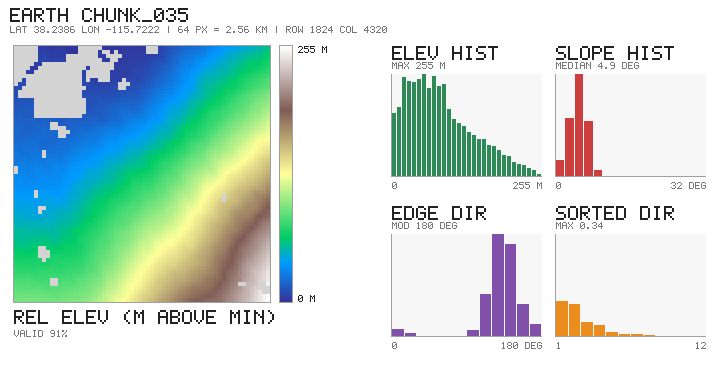 EARTH CHUNK_035
LAT 38.2386 LON -115.7222 | 64 PX = 2.56 KM | ROW 1824 COL 4320
255 M
0 M
REL ELEV (M ABOVE MIN)
VALID 91%
ELEV HIST
MAX 255 M
0 255 M
SLOPE HIST
MEDIAN 4.9 DEG
0 32 DEG
EDGE DIR
MOD 180 DEG
0 180 DEG
SORTED DIR
MAX 0.34
1 12